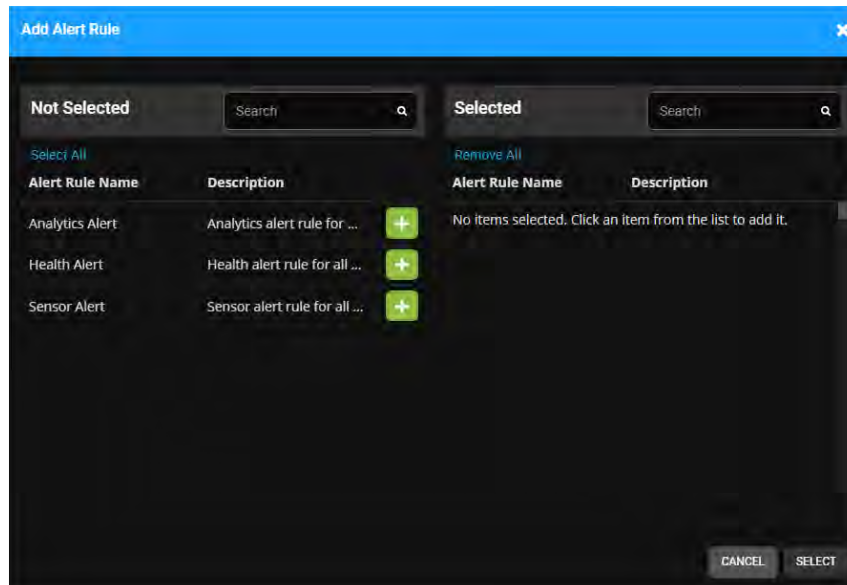 Add Alert Rule
Not Selected Search
Selected Search
Select All
Remove All
Alert Rule Name Description
Alert Rule Name Description
Analytics Alert Analytics alert rule for ...
No items selected. Click an item from the list to add it.
Health Alert Health alert rule for all ...
Sensor Alert Sensor alert rule for all ...
CANCEL SELECT